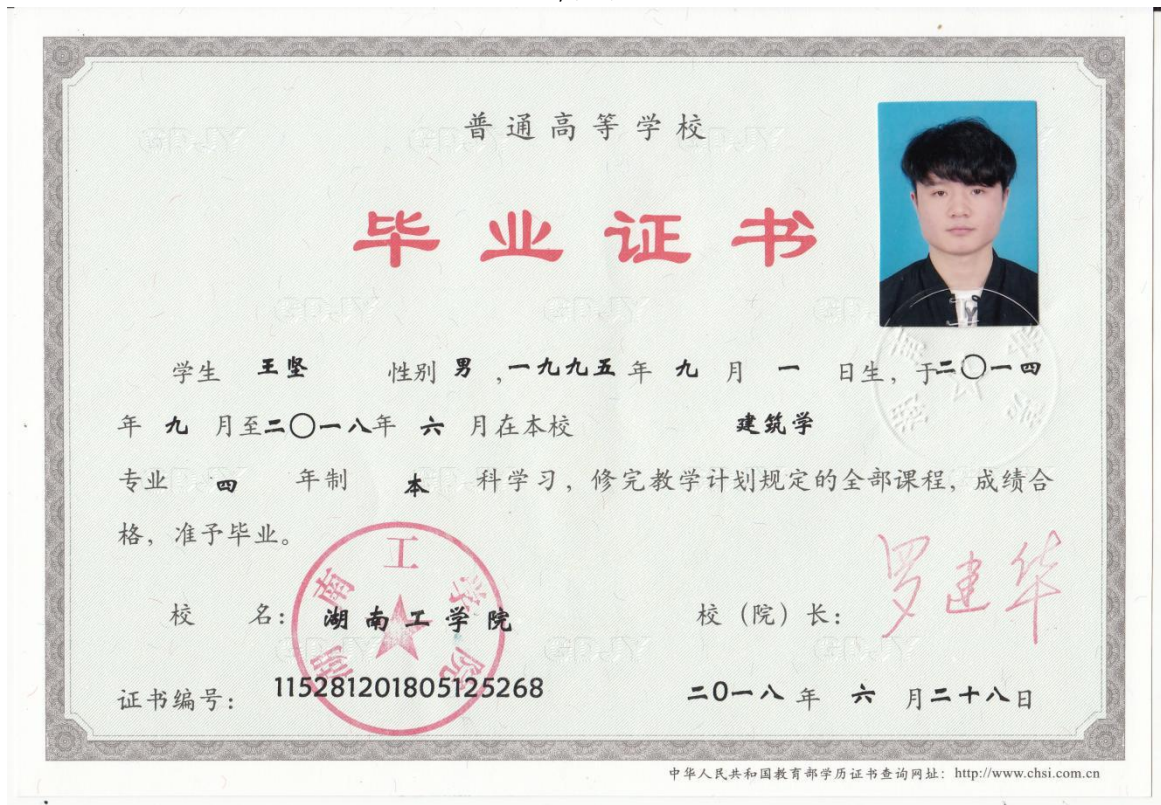 普通高等学校
毕业证书
学生 王坚 性别 男 ,一九九五 年 九 月 一 日生, 于二〇一四
年 九 月至二〇一八年 六 月在本校 建筑学
专业 四 年制 本 科学习, 修完教学计划规定的全部课程, 成绩合
格, 准予毕业。
湖南工学院
校 名: 湖南工学院 校 (院) 长: 罗建华
证书编号: 115281201805125268 二0一八 年 六 月二十八日
中华人民共和国教育部学历证书查询网址: http://www.chsi.com.cn